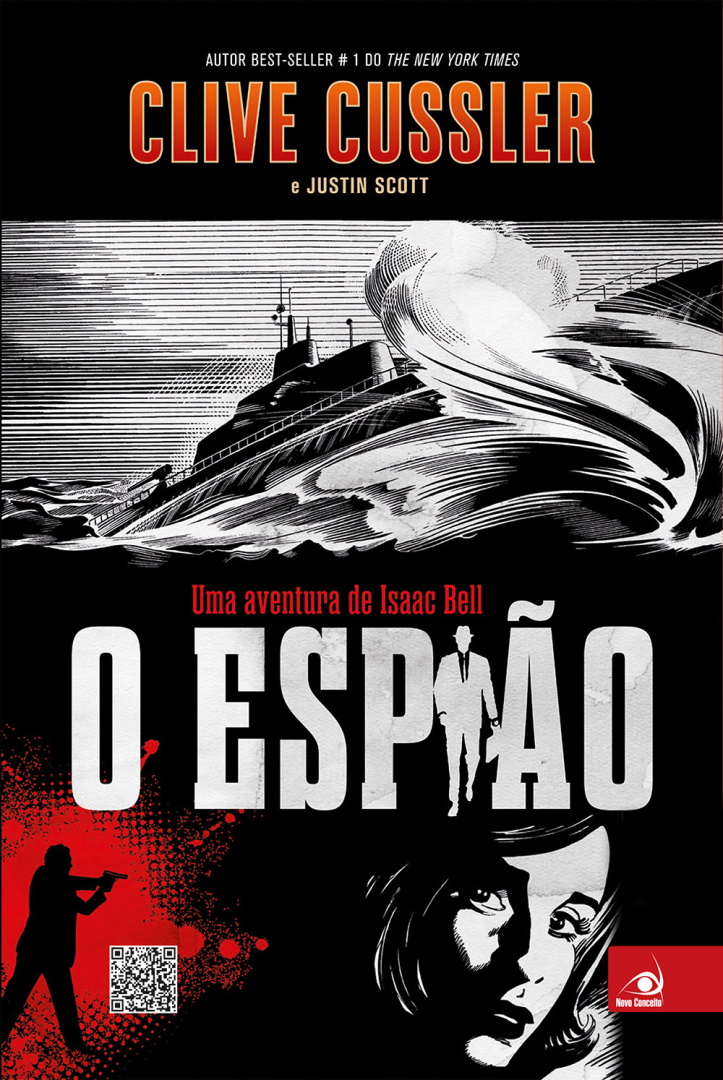 AUTOR BEST-SELLER # 1 DO THE NEW YORK TIMES
CLIVE CUSSLER
e JUSTIN SCOTT
Uma aventura de Isaac Bell
O ESPIÃO
Novo Conceito